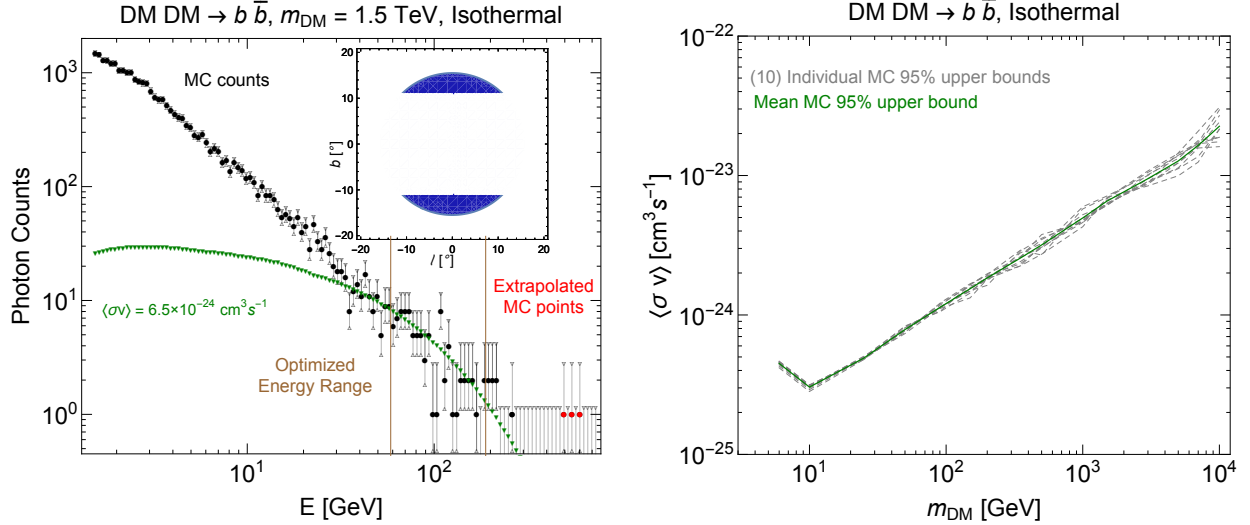 DM DM → b b̅, m_DM = 1.5 TeV, Isothermal
10³
10²
10¹
10⁰
Photon Counts
MC counts
20
10
0
−10
−20
b [°]
−20 −10 0 10 20
l [°]
⟨σv⟩ = 6.5×10⁻²⁴ cm³s⁻¹
Extrapolated
MC points
Optimized
Energy Range
10¹ 10²
E [GeV]
DM DM → b b̅, Isothermal
10⁻²²
10⁻²³
10⁻²⁴
10⁻²⁵
⟨σ v⟩ [cm³s⁻¹]
(10) Individual MC 95% upper bounds
Mean MC 95% upper bound
10¹ 10² 10³ 10⁴
m_DM [GeV]